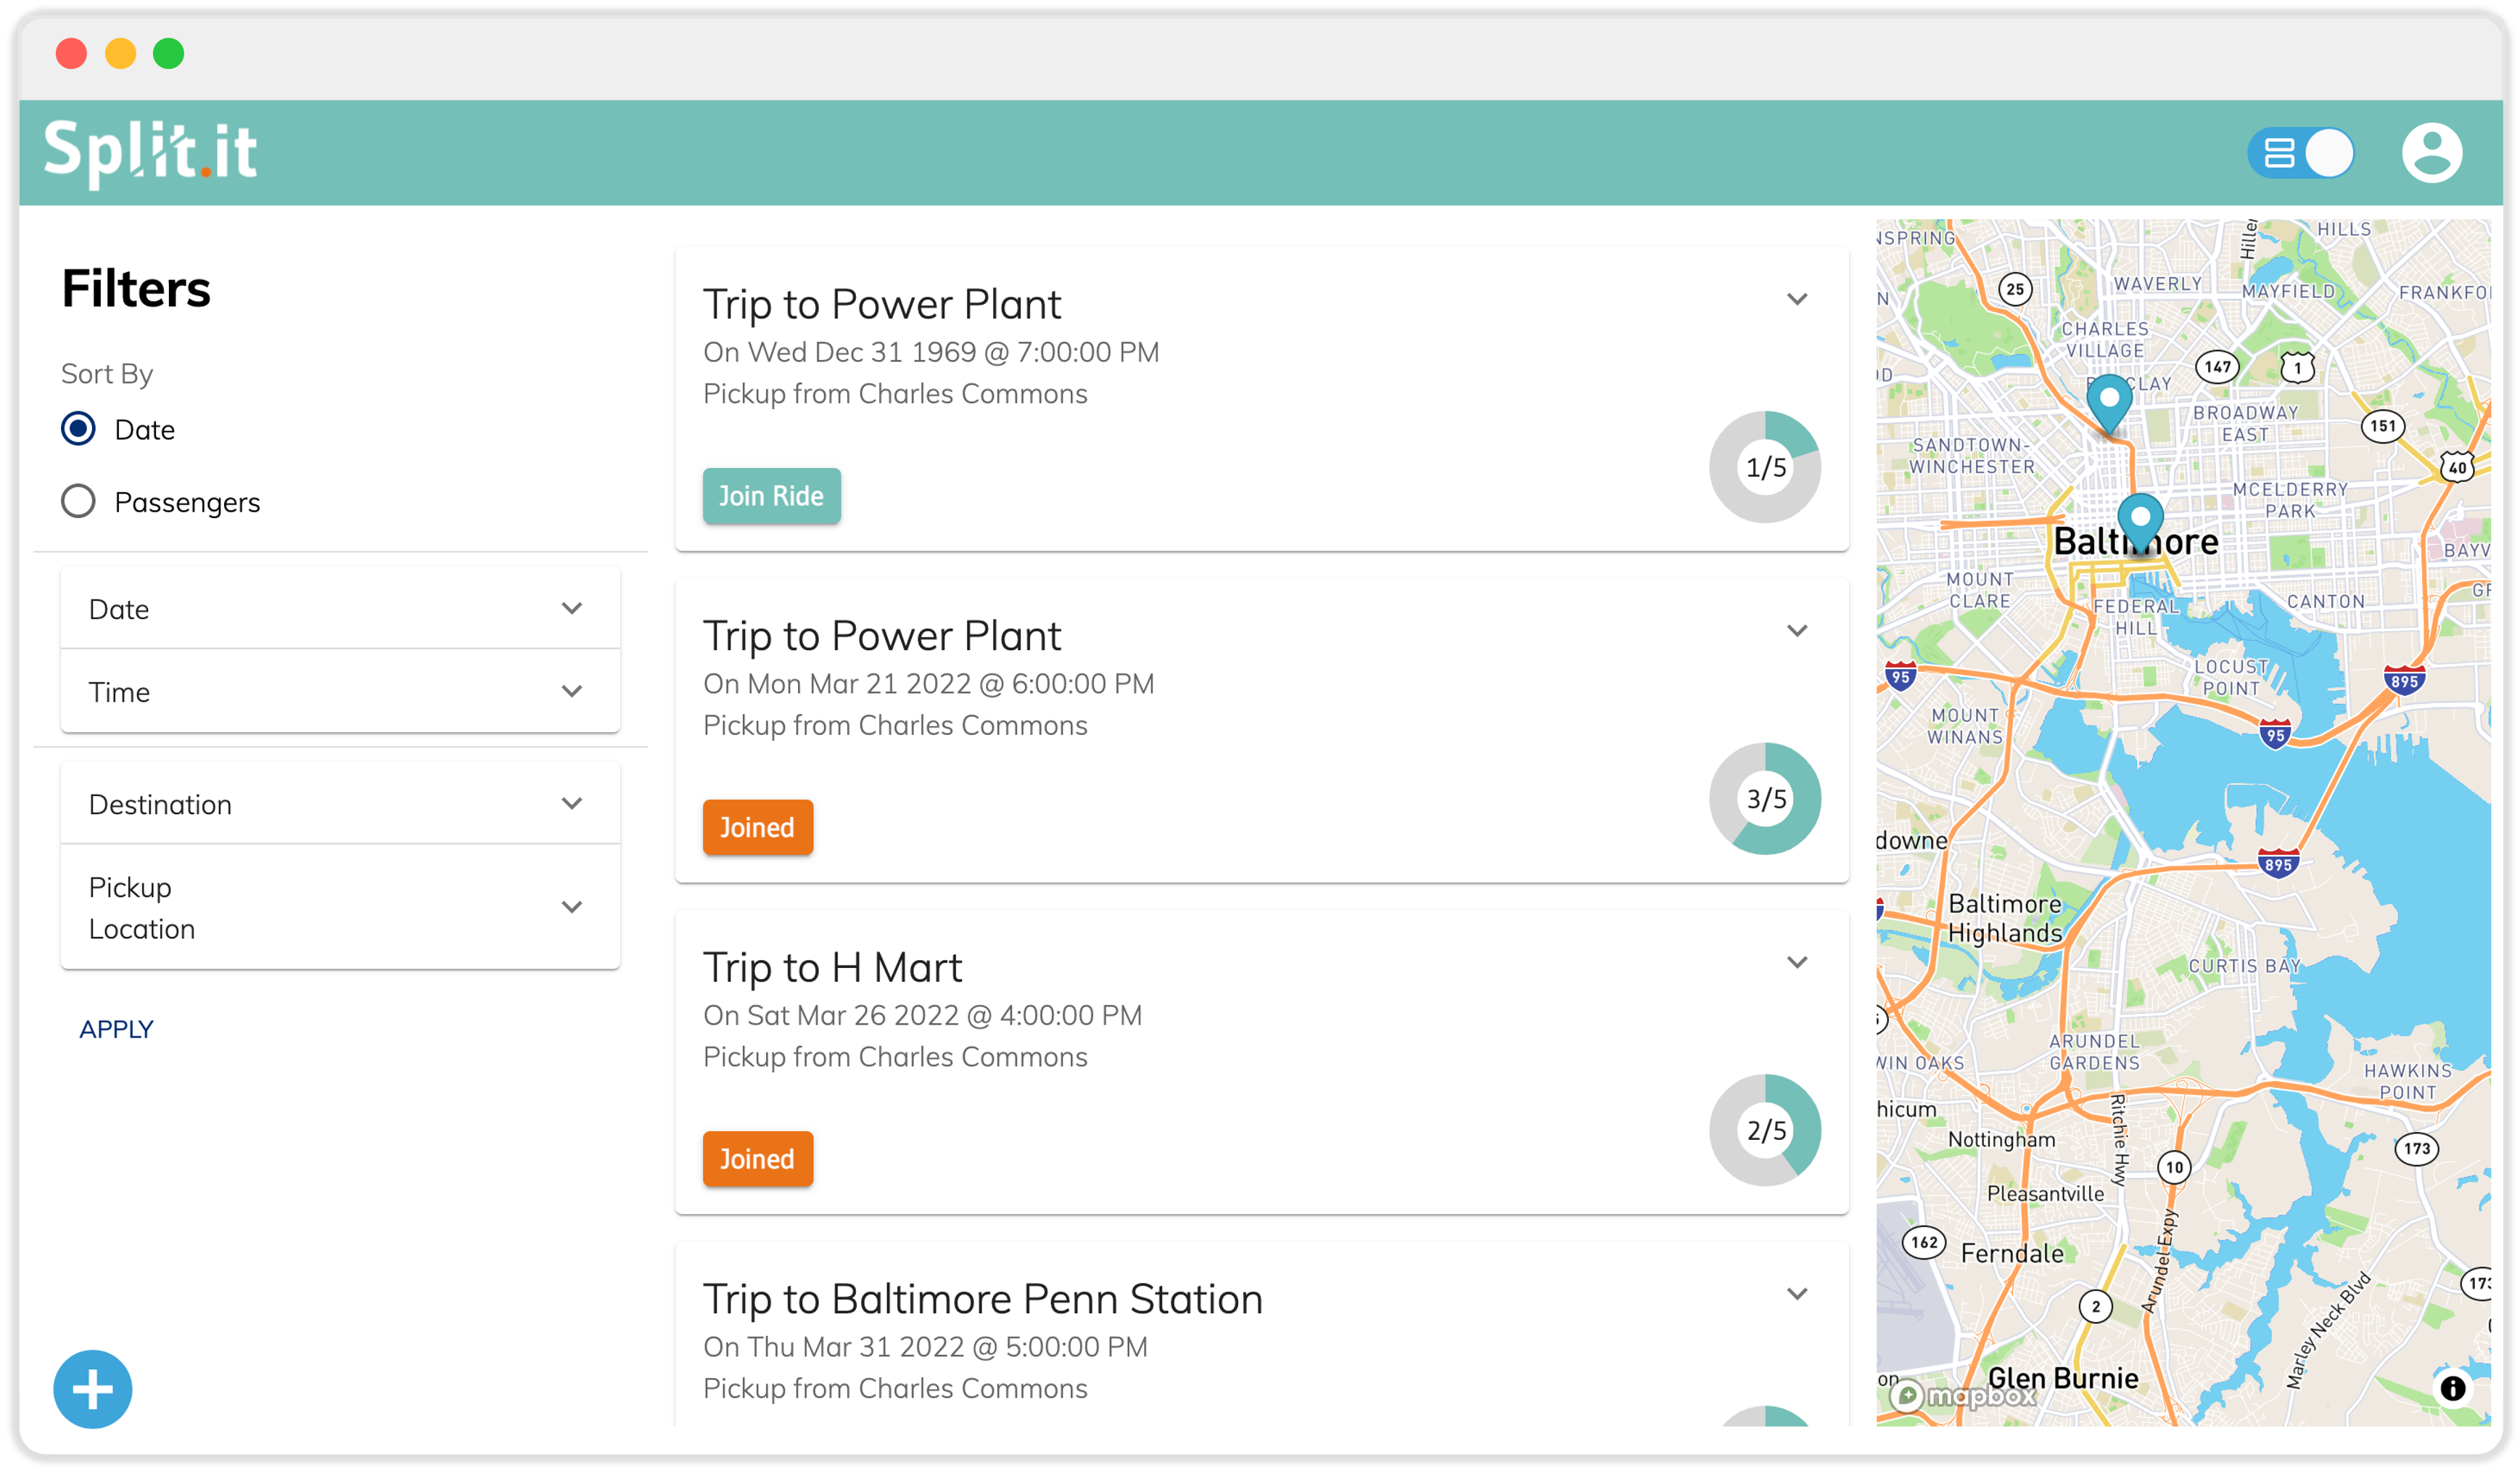 Split.it
Filters
Sort By
Date
Passengers
Date
Time
Destination
Pickup
Location
APPLY
Trip to Power Plant
On Wed Dec 31 1969 @ 7:00:00 PM
Pickup from Charles Commons
1/5
Join Ride
Trip to Power Plant
On Mon Mar 21 2022 @ 6:00:00 PM
Pickup from Charles Commons
3/5
Joined
Trip to H Mart
On Sat Mar 26 2022 @ 4:00:00 PM
Pickup from Charles Commons
2/5
Joined
Trip to Baltimore Penn Station
On Thu Mar 31 2022 @ 5:00:00 PM
Pickup from Charles Commons
NSPRING
HILLS
25
WAVERLY
MAYFIELD
CHARLES
VILLAGE
147
1
BROADWAY
EAST
151
SANDTOWN-
WINCHESTER
40
MCELDERRY
PARK
Baltimore
MOUNT
CLARE
FEDERAL
HILL
CANTON
LOCUST
POINT
95
895
MOUNT
WINANS
95
downe
895
Baltimore
Highlands
CURTIS BAY
ARUNDEL
GARDENS
WIN OAKS
HAWKINS
POINT
hicum
Ritchie Hwy
Nottingham
173
10
Pleasantville
162
Ferndale
Arundel Expy
2
Marley Neck Blvd
173
Glen Burnie
mapbox